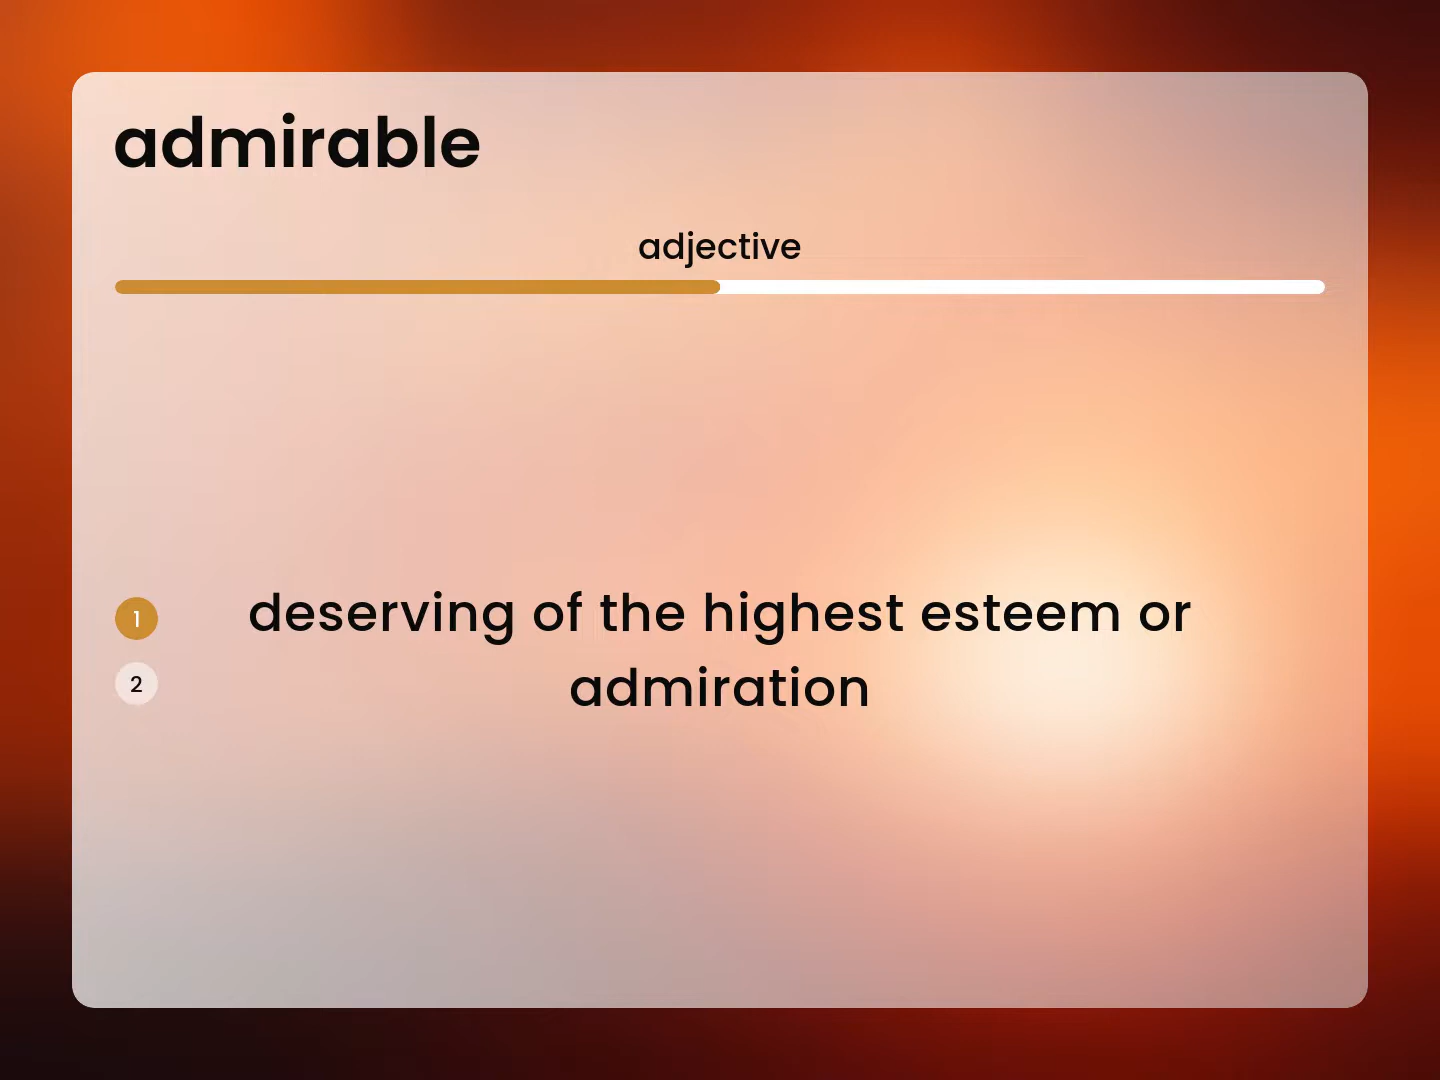 admirable
adjective
1
deserving of the highest esteem or
2
admiration